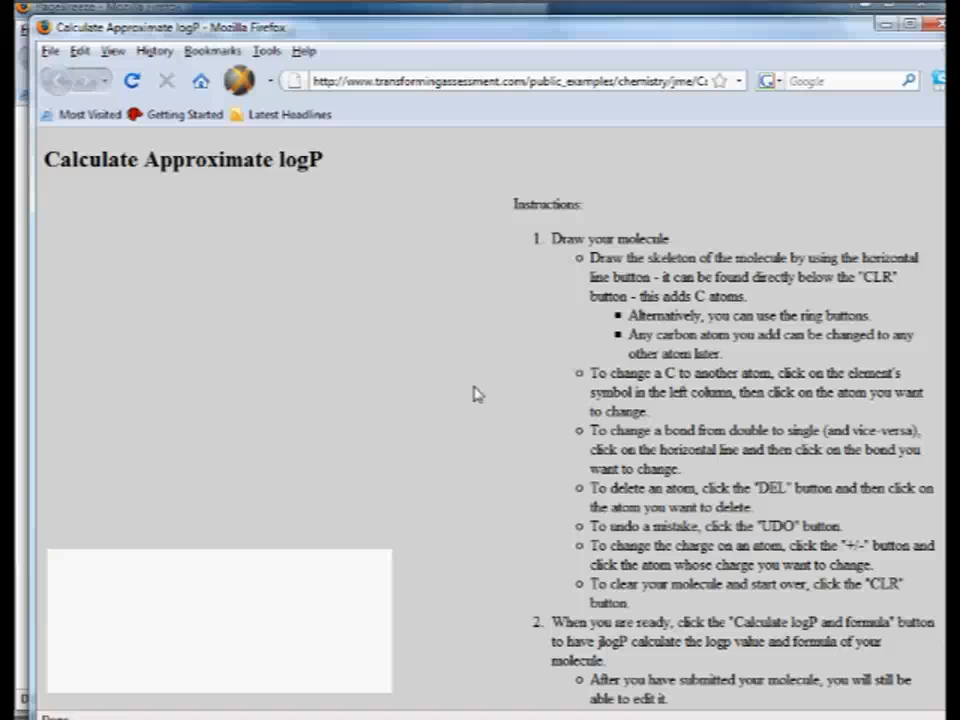 Calculate Approximate logP - Mozilla Firefox
File Edit View History Bookmarks Tools Help
http://www.transformingassessment.com/public_examples/chemistry/jme/Ca
Google
Most Visited Getting Started Latest Headlines
Calculate Approximate logP
Instructions:
1. Draw your molecule
Draw the skeleton of the molecule by using the horizontal
line button - it can be found directly below the "CLR"
button - this adds C atoms.
Alternatively, you can use the ring buttons.
Any carbon atom you add can be changed to any
other atom later.
To change a C to another atom, click on the element's
symbol in the left column, then click on the atom you want
to change.
To change a bond from double to single (and vice-versa),
click on the horizontal line and then click on the bond you
want to change.
To delete an atom, click the "DEL" button and then click on
the atom you want to delete.
To undo a mistake, click the "UDO" button.
To change the charge on an atom, click the "+/-" button and
click the atom whose charge you want to change.
To clear your molecule and start over, click the "CLR"
button.
2. When you are ready, click the "Calculate logP and formula" button
to have jlogP calculate the logp value and formula of your
molecule.
After you have submitted your molecule, you will still be
able to edit it.